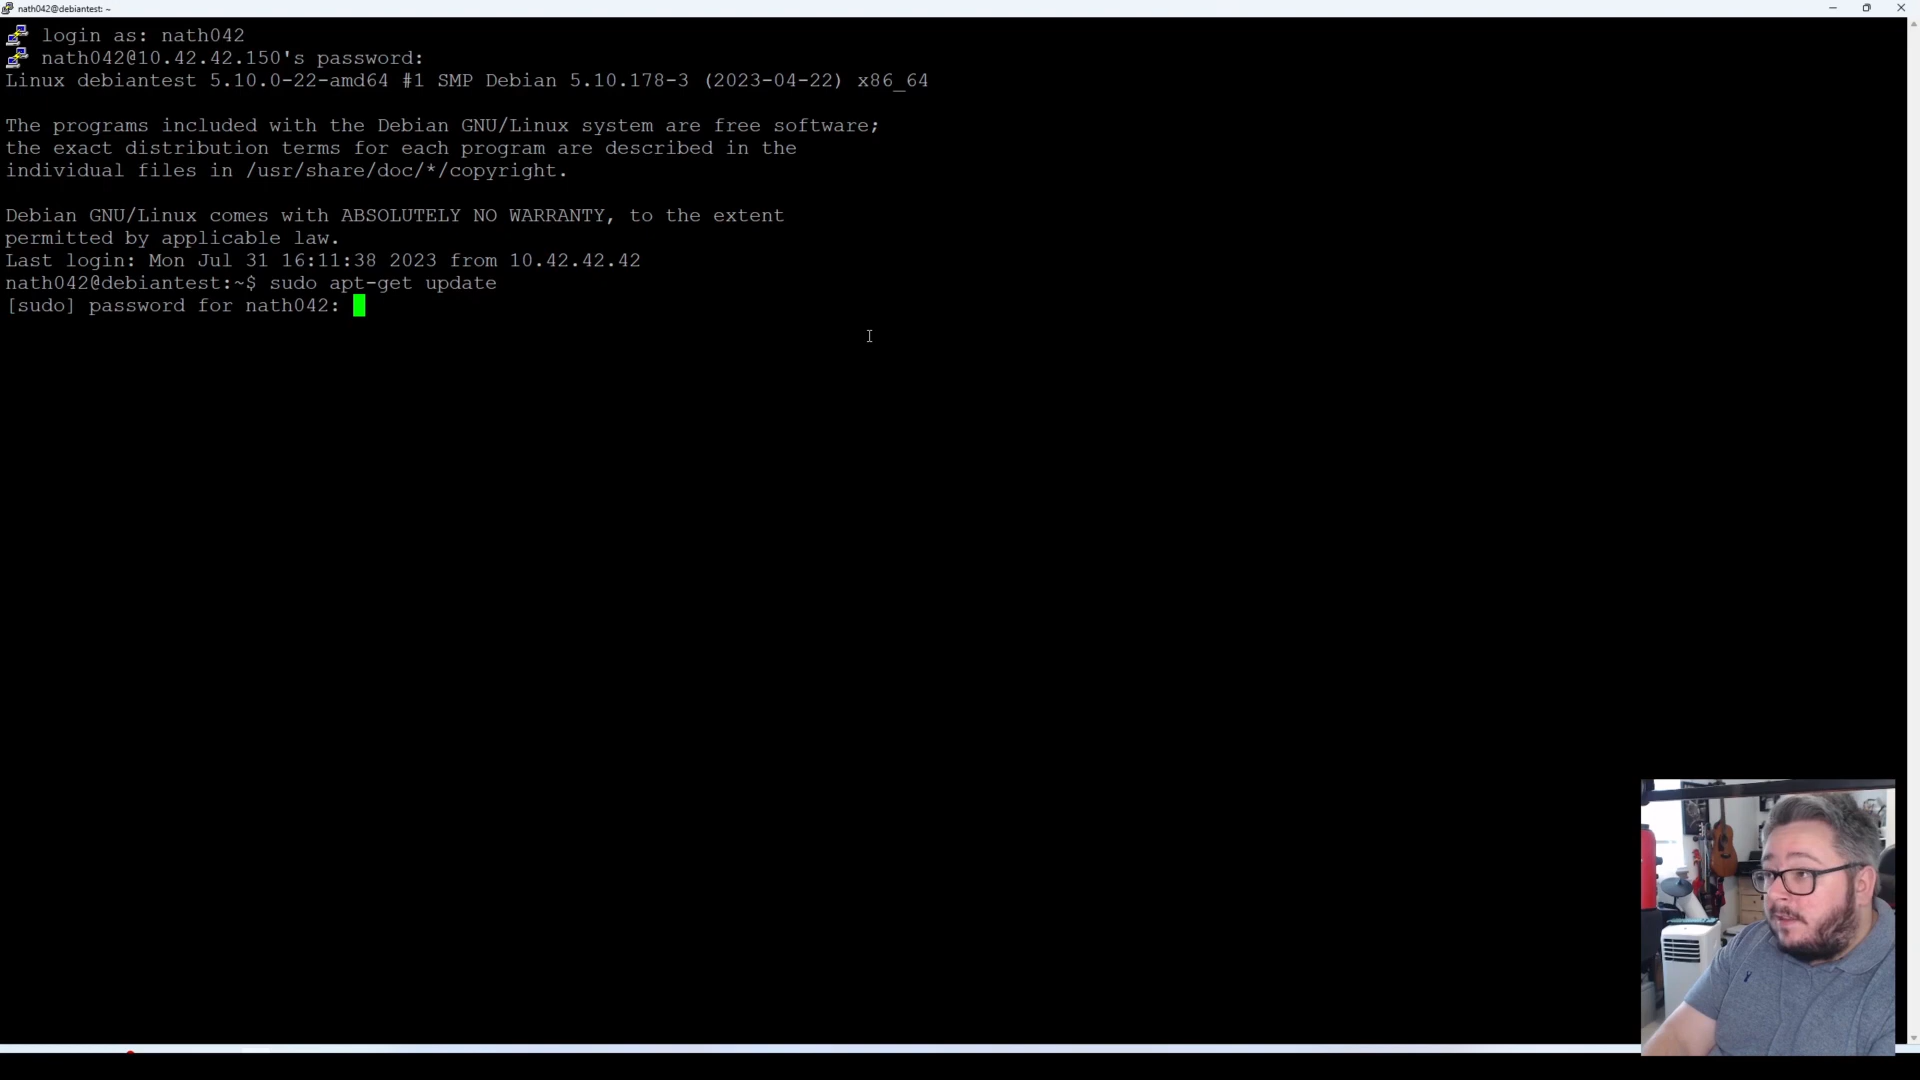 nath042@debiantest: ~
login as: nath042
nath042@10.42.42.150's password:
Linux debiantest 5.10.0-22-amd64 #1 SMP Debian 5.10.178-3 (2023-04-22) x86_64
The programs included with the Debian GNU/Linux system are free software;
the exact distribution terms for each program are described in the
individual files in /usr/share/doc/*/copyright.
Debian GNU/Linux comes with ABSOLUTELY NO WARRANTY, to the extent
permitted by applicable law.
Last login: Mon Jul 31 16:11:38 2023 from 10.42.42.42
nath042@debiantest:~$ sudo apt-get update
[sudo] password for nath042: